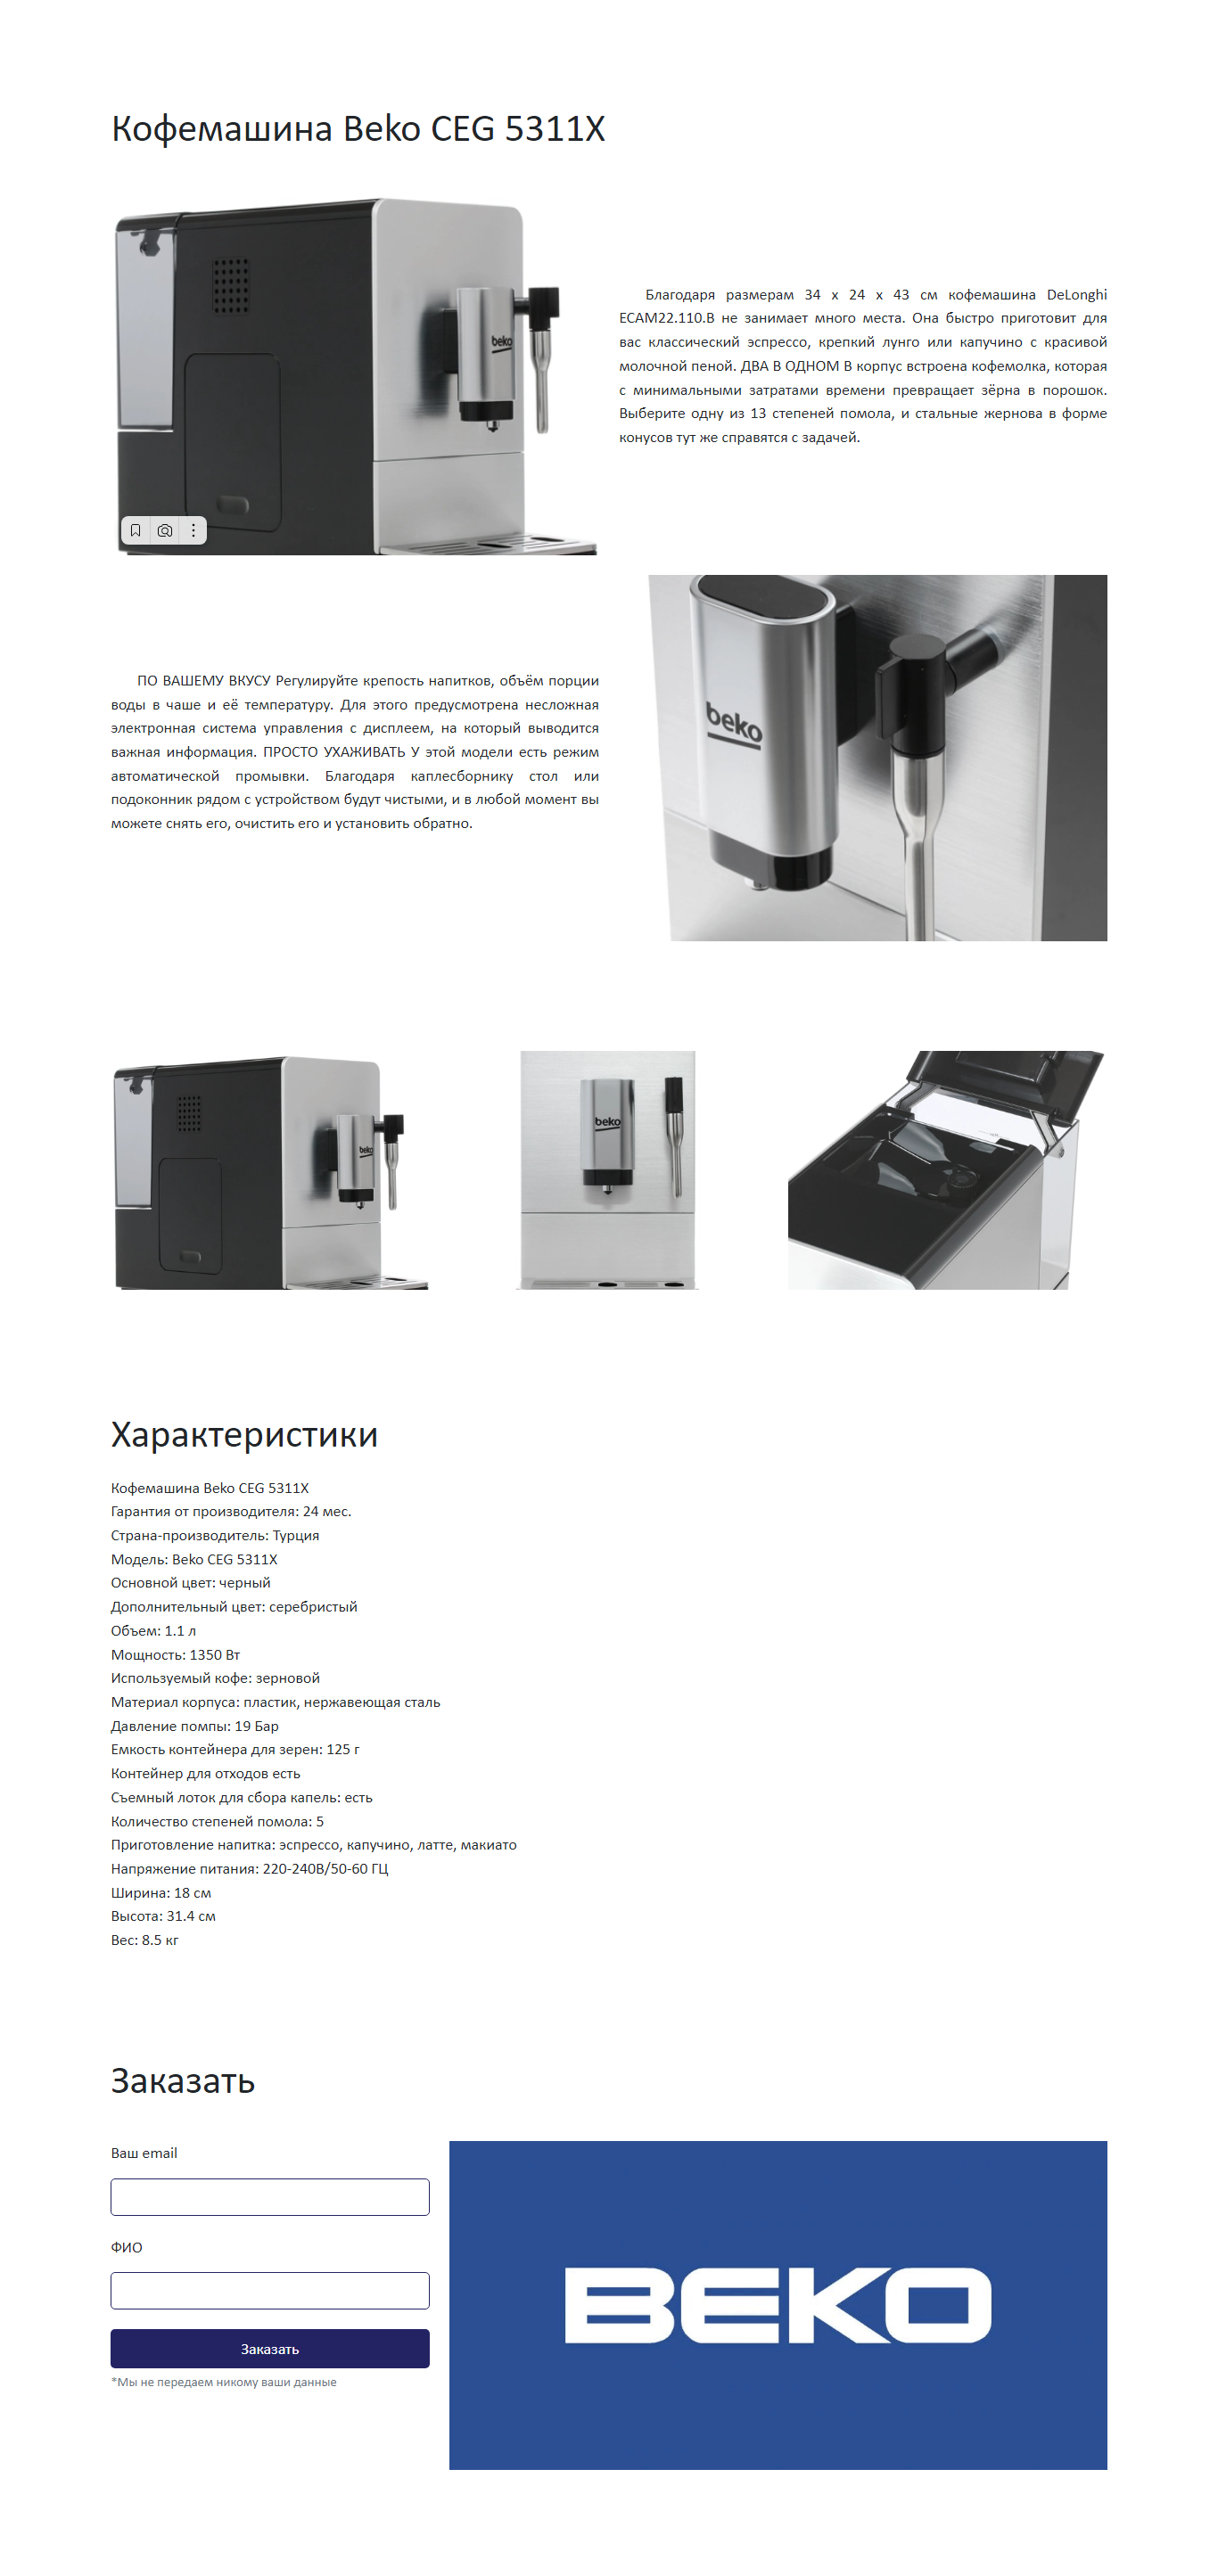 Кофемашина Beko CEG 5311X
beko
Благодаря размерам 34 x 24 x 43 см кофемашина DeLonghi
ECAM22.110.B не занимает много места. Она быстро приготовит для
вас классический эспрессо, крепкий лунго или капучино с красивой
молочной пеной. ДВА В ОДНОМ В корпус встроена кофемолка, которая
с минимальными затратами времени превращает зёрна в порошок.
Выберите одну из 13 степеней помола, и стальные жернова в форме
конусов тут же справятся с задачей.
ПО ВАШЕМУ ВКУСУ Регулируйте крепость напитков, объём порции
воды в чаше и её температуру. Для этого предусмотрена несложная
электронная система управления с дисплеем, на который выводится
важная информация. ПРОСТО УХАЖИВАТЬ У этой модели есть режим
автоматической промывки. Благодаря каплесборнику стол или
подоконник рядом с устройством будут чистыми, и в любой момент вы
можете снять его, очистить его и установить обратно.
beko
beko
beko
Характеристики
Кофемашина Beko CEG 5311X
Гарантия от производителя: 24 мес.
Страна-производитель: Турция
Модель: Beko CEG 5311X
Основной цвет: черный
Дополнительный цвет: серебристый
Объем: 1.1 л
Мощность: 1350 Вт
Используемый кофе: зерновой
Материал корпуса: пластик, нержавеющая сталь
Давление помпы: 19 Бар
Емкость контейнера для зерен: 125 г
Контейнер для отходов есть
Съемный лоток для сбора капель: есть
Количество степеней помола: 5
Приготовление напитка: эспрессо, капучино, латте, макиато
Напряжение питания: 220-240В/50-60 ГЦ
Ширина: 18 см
Высота: 31.4 см
Вес: 8.5 кг
Заказать
Ваш email
ФИО
Заказать
*Мы не передаем никому ваши данные
BEKO